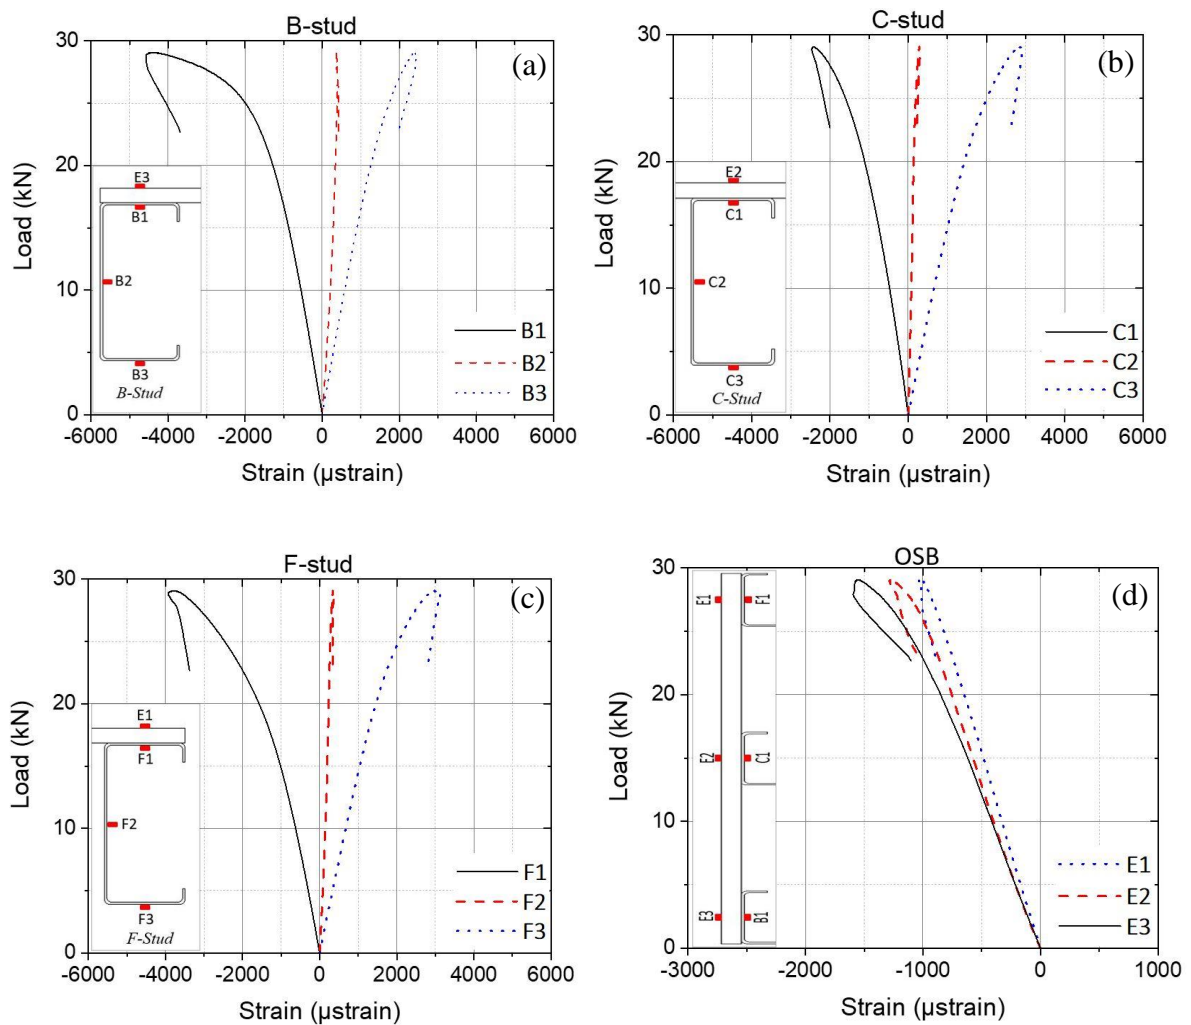 B-stud
(a)
30
20
10
0
Load (kN)
-6000 -4000 -2000 0 2000 4000 6000
Strain (µstrain)
E3
B1
B2
B3
B-Stud
B1
B2
B3
C-stud
(b)
30
20
10
0
Load (kN)
-6000 -4000 -2000 0 2000 4000 6000
Strain (µstrain)
E2
C1
C2
C3
C-Stud
C1
C2
C3
F-stud
(c)
30
20
10
0
Load (kN)
-6000 -4000 -2000 0 2000 4000 6000
Strain (µstrain)
E1
F1
F2
F3
F-Stud
F1
F2
F3
OSB
(d)
30
20
10
0
Load (kN)
-3000 -2000 -1000 0 1000
Strain (µstrain)
E1 F1
E2 C1
E3 B1
E1
E2
E3